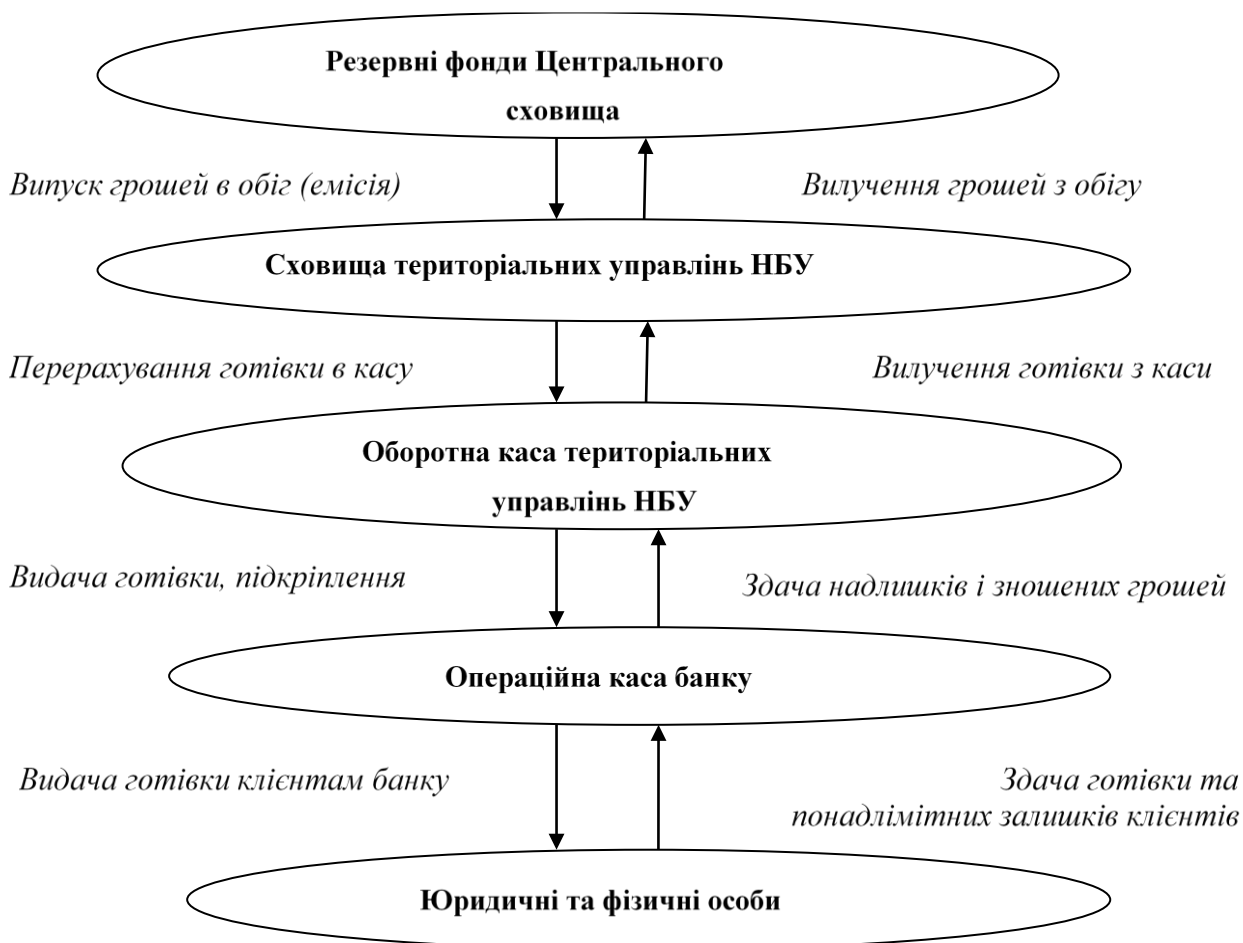 Резервні фонди Центрального
сховища
Випуск грошей в обіг (емісія)
Вилучення грошей з обігу
Сховища територіальних управлінь НБУ
Перерахування готівки в касу
Вилучення готівки з каси
Оборотна каса територіальних
управлінь НБУ
Видача готівки, підкріплення
Здача надлишків і зношених грошей
Операційна каса банку
Видача готівки клієнтам банку
Здача готівки та
понадлімітних залишків клієнтів
Юридичні та фізичні особи